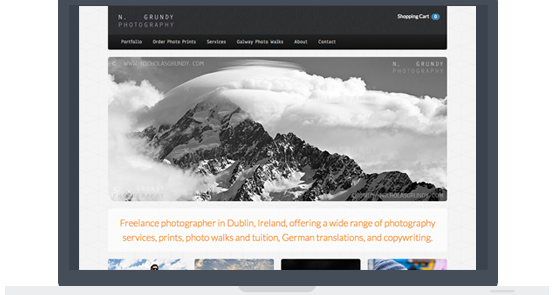 N. GRUNDY
PHOTOGRAPHY
Shopping Cart 0
Portfolio Order Photo Prints Services Galway Photo Walks About Contact
WWW.NICHOLASGRUNDY.COM
N. GRUNDY
PHOTOGRAPHY
Freelance photographer in Dublin, Ireland, offering a wide range of photography
services, prints, photo walks and tuition, German translations, and copywriting.